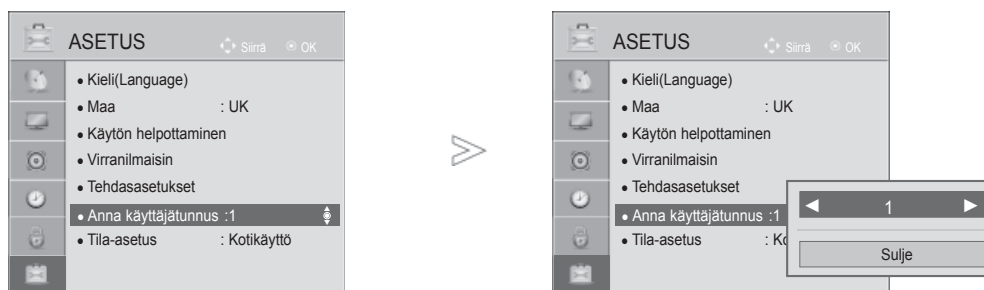 ASETUS Siirrä OK
• Kieli(Language)
• Maa : UK
• Käytön helpottaminen
• Virranilmaisin
• Tehdasasetukset
• Anna käyttäjätunnus :1
• Tila-asetus : Kotikäyttö
ASETUS Siirrä OK
• Kieli(Language)
• Maa : UK
• Käytön helpottaminen
• Virranilmaisin
• Tehdasasetukset
• Anna käyttäjätunnus :1
• Tila-asetus : Ko
◄ 1 ►
Sulje